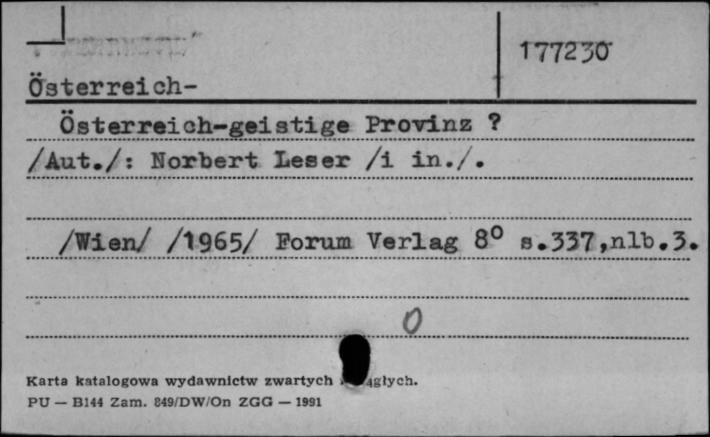 177230
Österreich-
Österreich-geistige Provinz ?
/Aut./: Norbert Leser /i in./.
/Wien/ /1965/ Forum Verlag 8º s.337,nlb.3.
0
Karta katalogowa wydawnictw zwartych
PU — B144 Zam. 849/DW/On ZGG — 1991